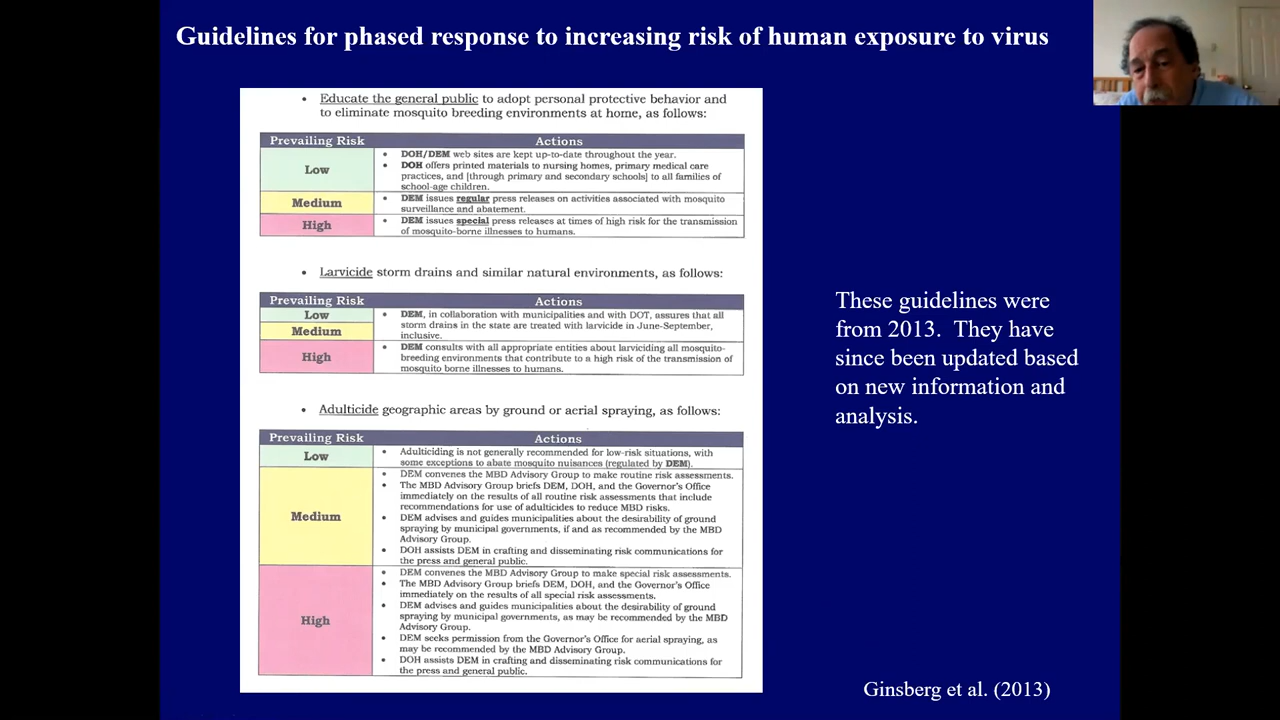 Guidelines for phased response to increasing risk of human exposure to virus
• Educate the general public to adopt personal protective behavior and
to eliminate mosquito breeding environments at home, as follows:
Prevailing Risk Actions
Low
• DOH/DEM web sites are kept up-to-date throughout the year.
• DOH offers printed materials to nursing homes, primary medical care
practices, and [through primary and secondary schools] to all families of
school-age children.
Medium
• DEM issues regular press releases on activities associated with mosquito
surveillance and abatement.
High
• DEM issues special press releases at times of high risk for the transmission
of mosquito-borne illnesses to humans.
• Larvicide storm drains and similar natural environments, as follows:
Prevailing Risk Actions
Low
Medium
• DEM, in collaboration with municipalities and with DOT, assures that all
storm drains in the state are treated with larvicide in June-September,
inclusive.
High
• DEM consults with all appropriate entities about larviciding all mosquito-
breeding environments that contribute to a high risk of the transmission of
mosquito borne illnesses to humans.
• Adulticide geographic areas by ground or aerial spraying, as follows:
Prevailing Risk Actions
Low
• Adulticiding is not generally recommended for low-risk situations, with
some exceptions to abate mosquito nuisances (regulated by DEM).
Medium
• DEM convenes the MBD Advisory Group to make routine risk assessments.
• The MBD Advisory Group briefs DEM, DOH, and the Governor's Office
immediately on the results of all routine risk assessments that include
recommendations for use of adulticides to reduce MBD risks.
• DEM advises and guides municipalities about the desirability of ground
spraying by municipal governments, if and as recommended by the MBD
Advisory Group.
• DOH assists DEM in crafting and disseminating risk communications for
the press and general public.
High
• DEM convenes the MBD Advisory Group to make special risk assessments.
• The MBD Advisory Group briefs DEM, DOH, and the Governor's Office
immediately on the results of all special risk assessments.
• DEM advises and guides municipalities about the desirability of ground
spraying by municipal governments, as may be recommended by the MBD
Advisory Group.
• DEM seeks permission from the Governor's Office for aerial spraying, as
may be recommended by the MBD Advisory Group.
• DOH assists DEM in crafting and disseminating risk communications for
the press and general public.
These guidelines were
from 2013. They have
since been updated based
on new information and
analysis.
Ginsberg et al. (2013)